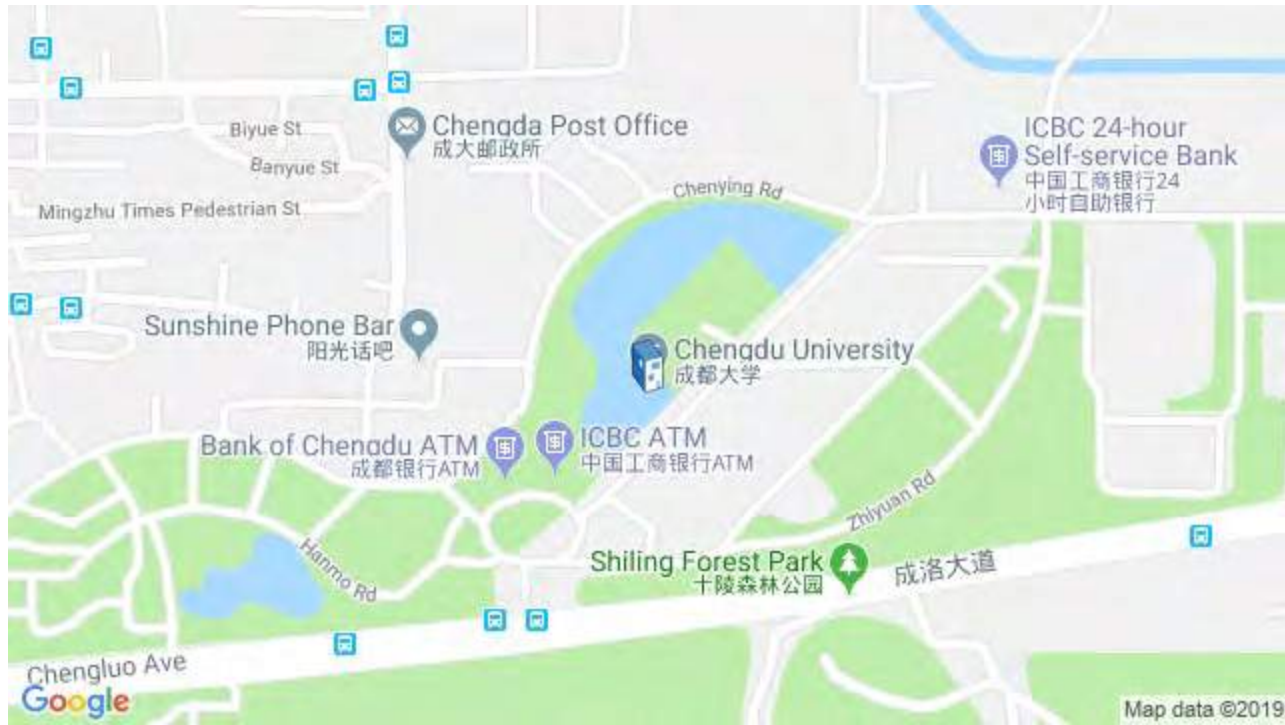 Biyue St
Chengda Post Office
成大邮政所
ICBC 24-hour
Self-service Bank
中国工商银行24
小时自助银行
Banyue St
Chenying Rd
Mingzhu Times Pedestrian St
Sunshine Phone Bar
阳光话吧
Chengdu University
成都大学
Bank of Chengdu ATM
成都银行ATM
ICBC ATM
中国工商银行ATM
Zhiyuan Rd
Hanmo Rd
Shiling Forest Park
十陵森林公园
成洛大道
Chengluo Ave
Google
Map data ©2019